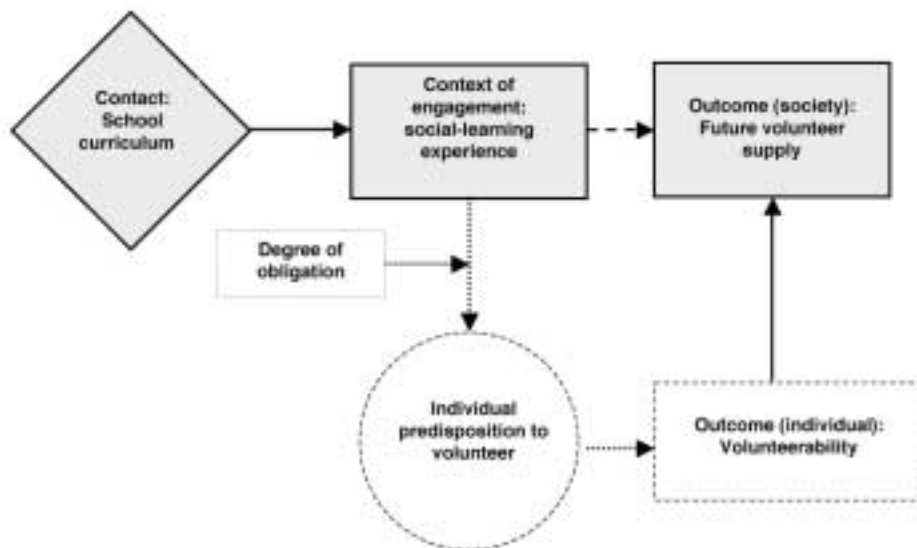 Contact:
School
curriculum
Context of
engagement:
social-learning
experience
Outcome (society):
Future volunteer
supply
Degree of
obligation
Individual
predisposition to
volunteer
Outcome (individual):
Volunteerability